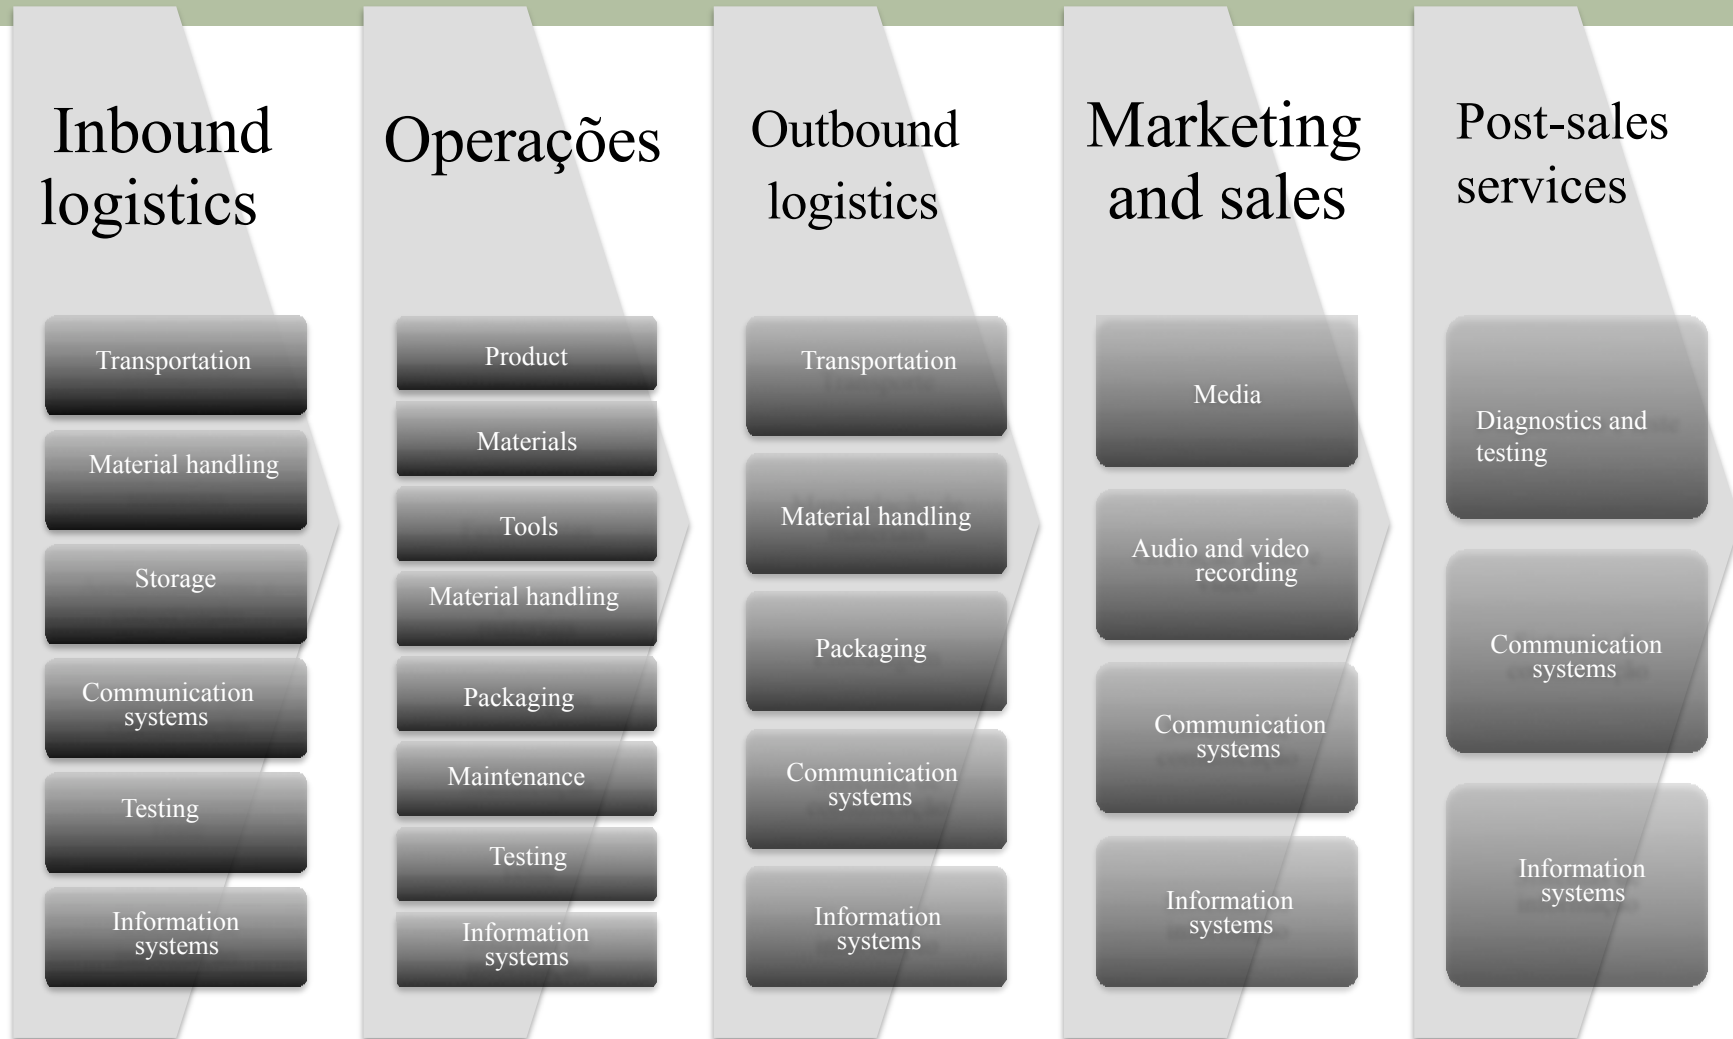 Inbound
logistics
Transportation
Material handling
Storage
Communication
systems
Testing
Information
systems
Operações
Product
Materials
Tools
Material handling
Packaging
Maintenance
Testing
Information
systems
Outbound
logistics
Transportation
Material handling
Packaging
Communication
systems
Information
systems
Marketing
and sales
Media
Audio and video
recording
Communication
systems
Information
systems
Post-sales
services
Diagnostics and
testing
Communication
systems
Information
systems